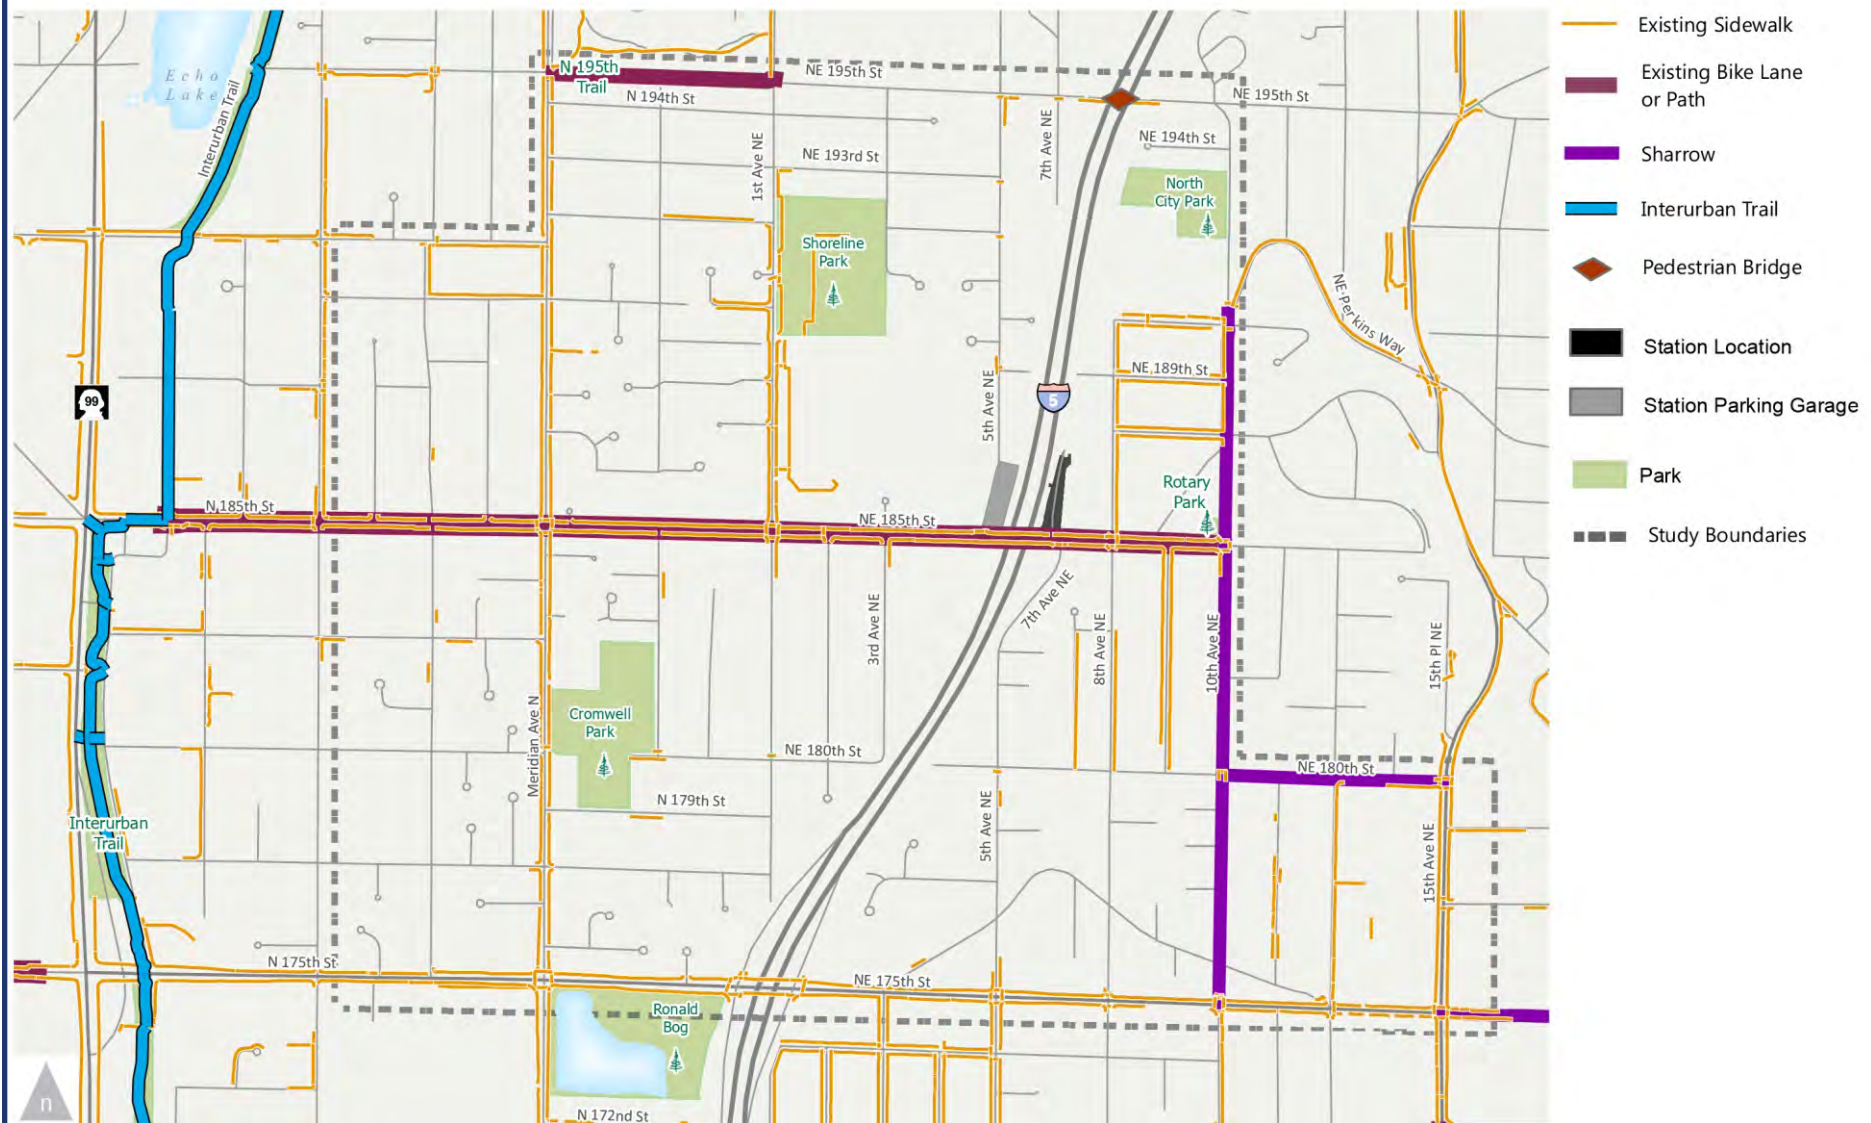 Echo
Lake
Interurban Trail
N 195th
Trail
NE 195th St
N 194th St
NE 195th St
NE 194th St
NE 193rd St
1st Ave NE
7th Ave NE
North
City Park
Shoreline
Park
NE Perkins Way
NE 189th St
5th Ave NE
99
5
Rotary
Park
N 185th St
NE 185th St
7th Ave NE
3rd Ave NE
8th Ave NE
10th Ave NE
15th Pl NE
Meridian Ave N
Cromwell
Park
NE 180th St
NE 180th St
N 179th St
5th Ave NE
15th Ave NE
Interurban
Trail
N 175th St
NE 175th St
Ronald
Bog
N 172nd St
n
Existing Sidewalk
Existing Bike Lane
or Path
Sharrow
Interurban Trail
Pedestrian Bridge
Station Location
Station Parking Garage
Park
Study Boundaries